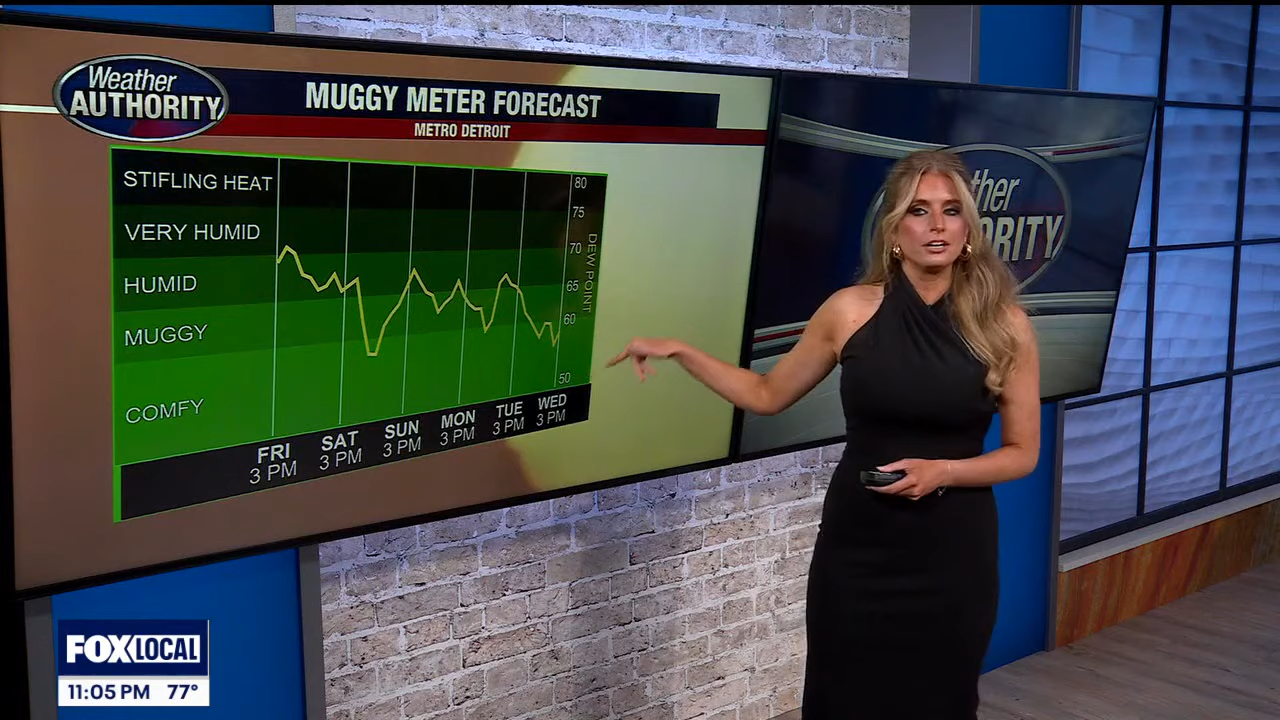 Weather
AUTHORITY
MUGGY METER FORECAST
METRO DETROIT
STIFLING HEAT
VERY HUMID
HUMID
MUGGY
COMFY
80
75
70
65
60
50
DEW POINT
FRI
3 PM
SAT
3 PM
SUN
3 PM
MON
3 PM
TUE
3 PM
WED
3 PM
ther
ORITY
FOX LOCAL
11:05 PM 77°